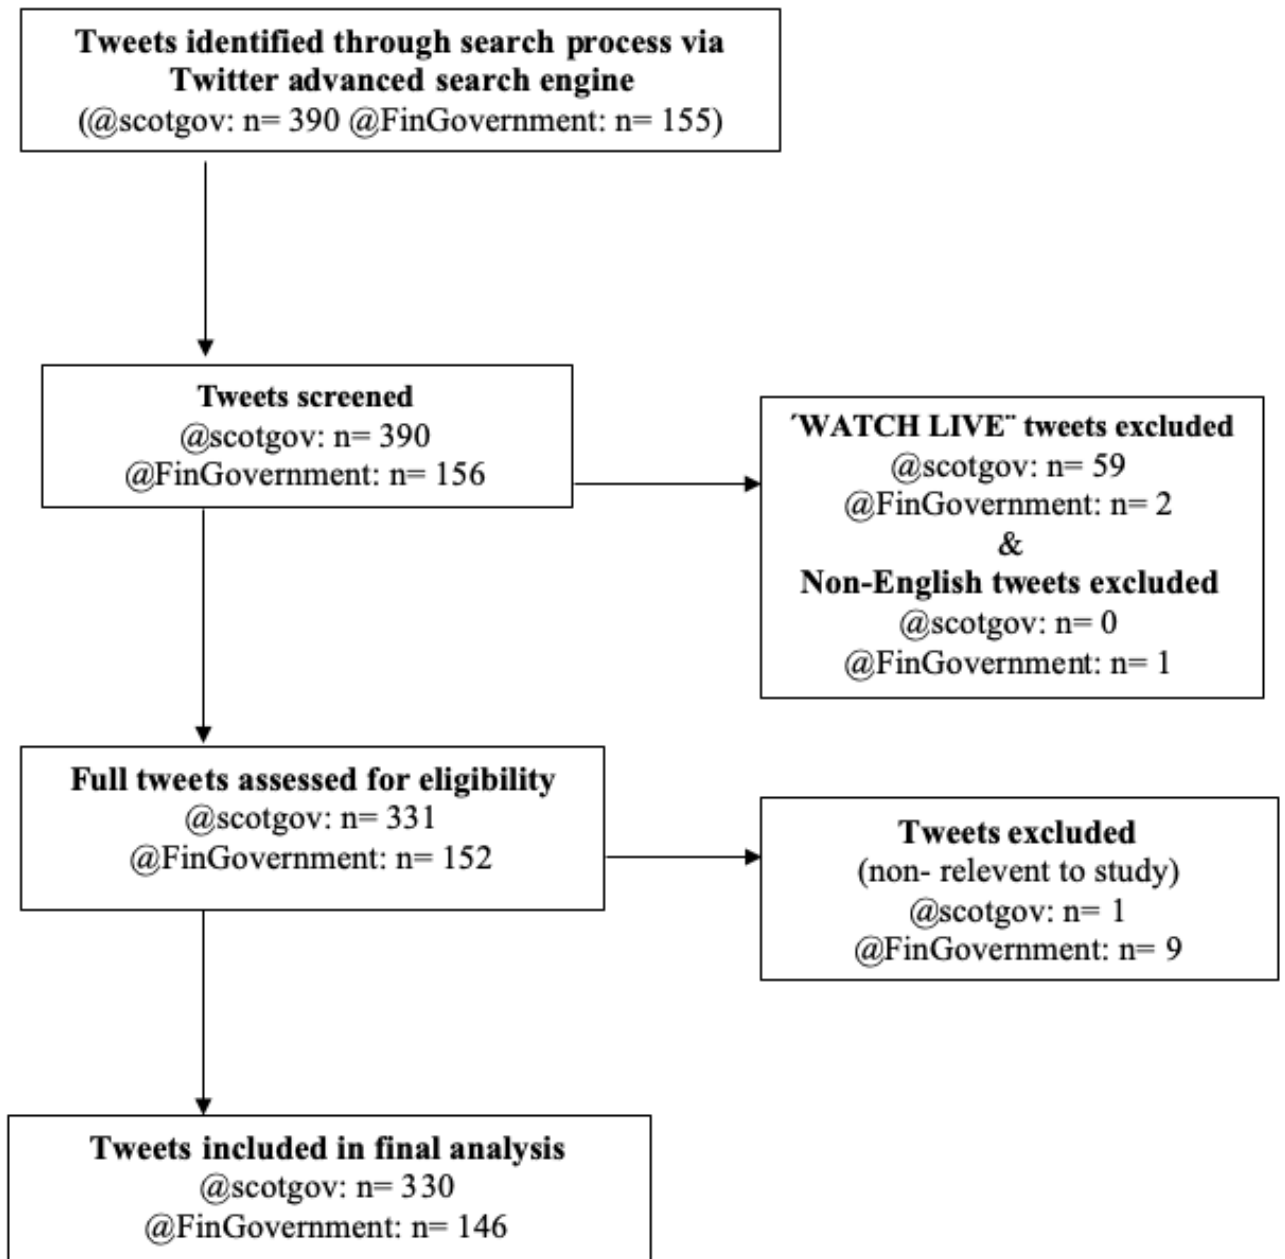 Tweets identified through search process via
Twitter advanced search engine
(@scotgov: n= 390 @FinGovernment: n= 155)
Tweets screened
@scotgov: n= 390
@FinGovernment: n= 156
´WATCH LIVE¨ tweets excluded
@scotgov: n= 59
@FinGovernment: n= 2
&
Non-English tweets excluded
@scotgov: n= 0
@FinGovernment: n= 1
Full tweets assessed for eligibility
@scotgov: n= 331
@FinGovernment: n= 152
Tweets excluded
(non- relevent to study)
@scotgov: n= 1
@FinGovernment: n= 9
Tweets included in final analysis
@scotgov: n= 330
@FinGovernment: n= 146